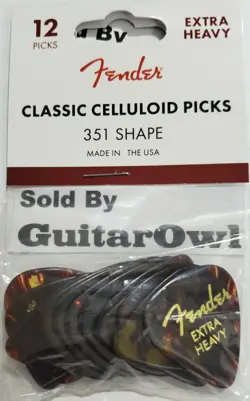 12
PICKS
d By
EXTRA
HEAVY
Fender
CLASSIC CELLULOID PICKS
351 SHAPE
MADE IN THE USA
Sold By
GuitarOwl
Fender
EXTRA
HEAVY